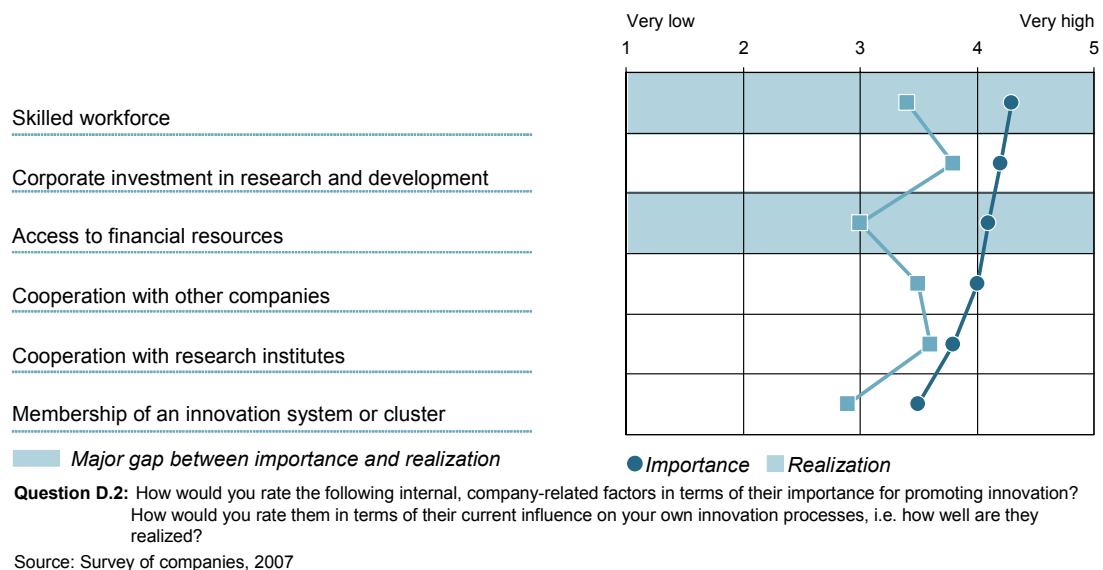 Very low Very high
1 2 3 4 5
Skilled workforce
Corporate investment in research and development
Access to financial resources
Cooperation with other companies
Cooperation with research institutes
Membership of an innovation system or cluster
Major gap between importance and realization
Importance Realization
Question D.2: How would you rate the following internal, company-related factors in terms of their importance for promoting innovation?
How would you rate them in terms of their current influence on your own innovation processes, i.e. how well are they
realized?
Source: Survey of companies, 2007